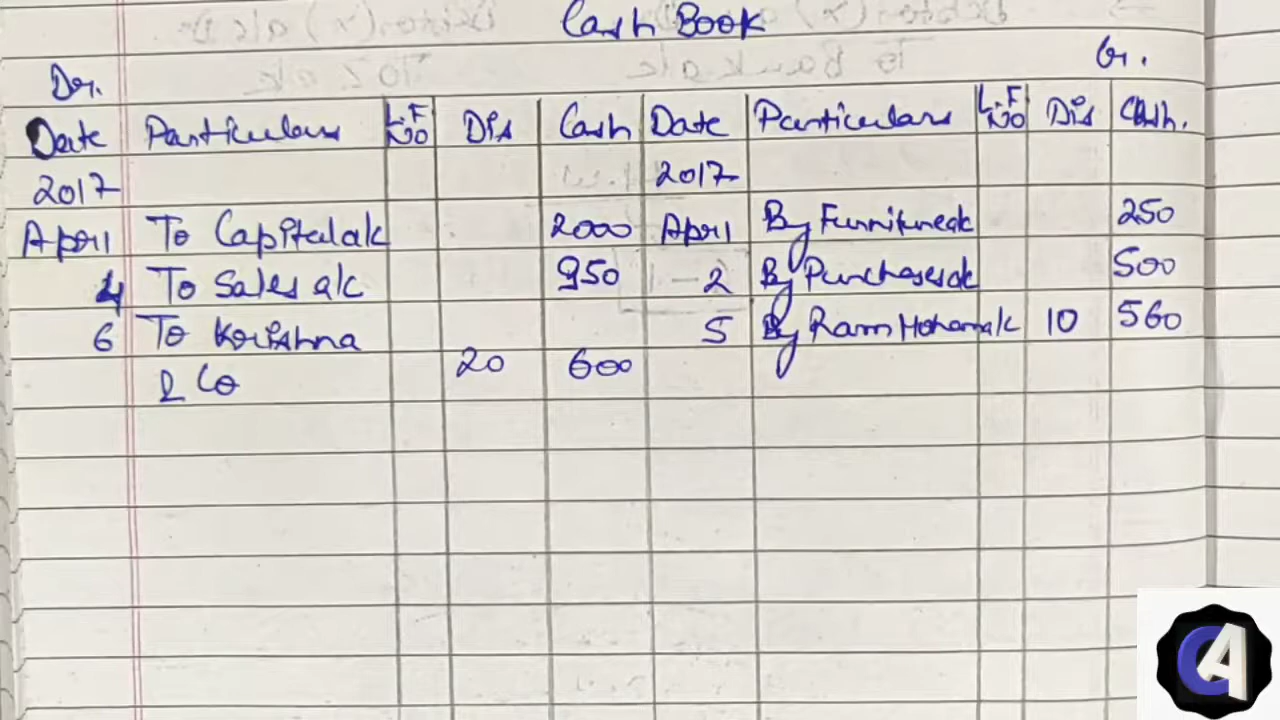 Cash Book
Dr. Cr.
Date Particulars L.F No Dis Cash Date Particulars L.F No Dis Cash.
2017 2017
April To Capital a/c 2000 April By Furniture a/c 250
4 To Sales a/c 950 2 By Purchases a/c 500
6 To Krishna 5 By Ram Mohan a/c 10 560
& Co 20 600
CA